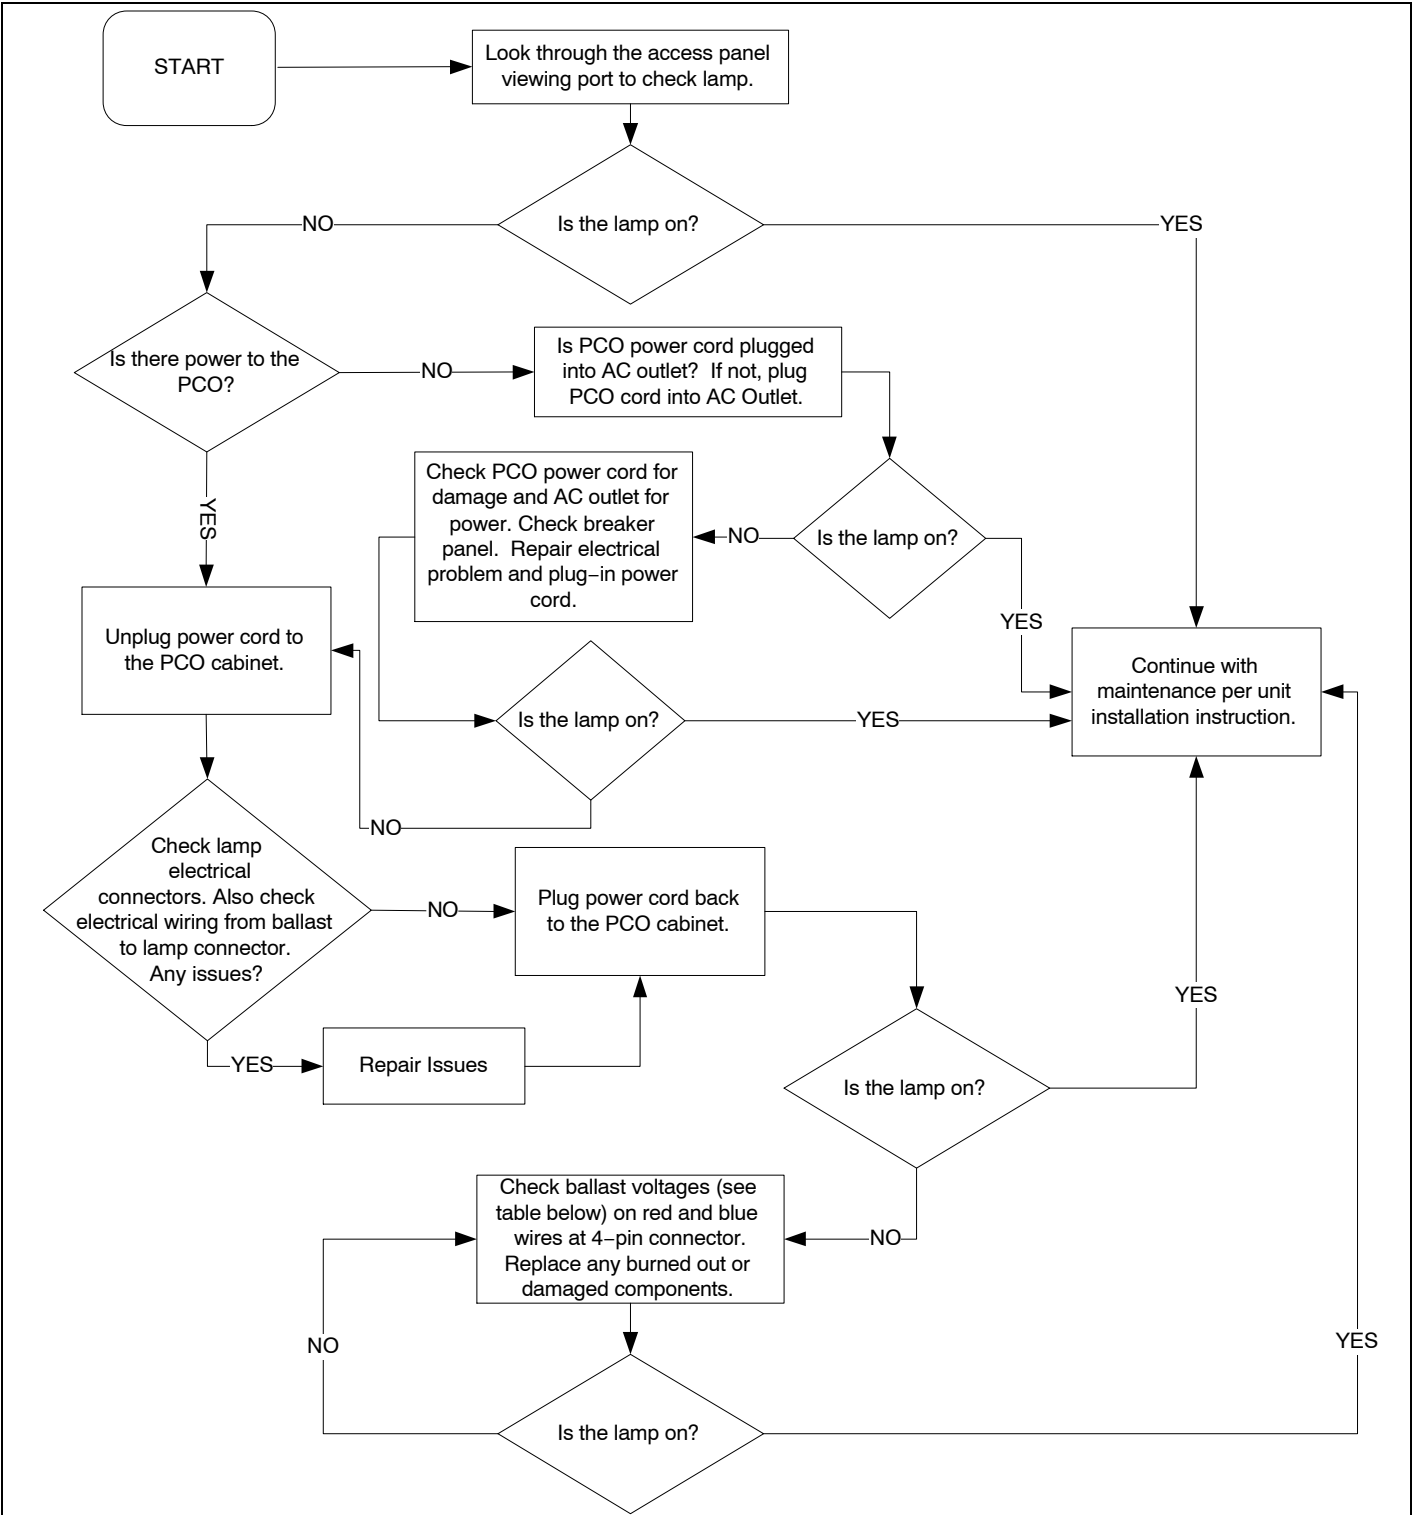 START
Look through the access panel
viewing port to check lamp.
Is the lamp on?
NO
YES
Is there power to the
PCO?
NO
Is PCO power cord plugged
into AC outlet?  If not, plug
PCO cord into AC Outlet.
YES
Check PCO power cord for
damage and AC outlet for
power. Check breaker
panel.  Repair electrical
problem and plug–in power
cord.
NO
Is the lamp on?
YES
Unplug power cord to
the PCO cabinet.
Is the lamp on?
YES
NO
Continue with
maintenance per unit
installation instruction.
Check lamp
electrical
connectors. Also check
electrical wiring from ballast
to lamp connector.
Any issues?
NO
Plug power cord back
to the PCO cabinet.
YES
Repair Issues
Is the lamp on?
YES
NO
Check ballast voltages (see
table below) on red and blue
wires at 4–pin connector.
Replace any burned out or
damaged components.
NO
YES
Is the lamp on?